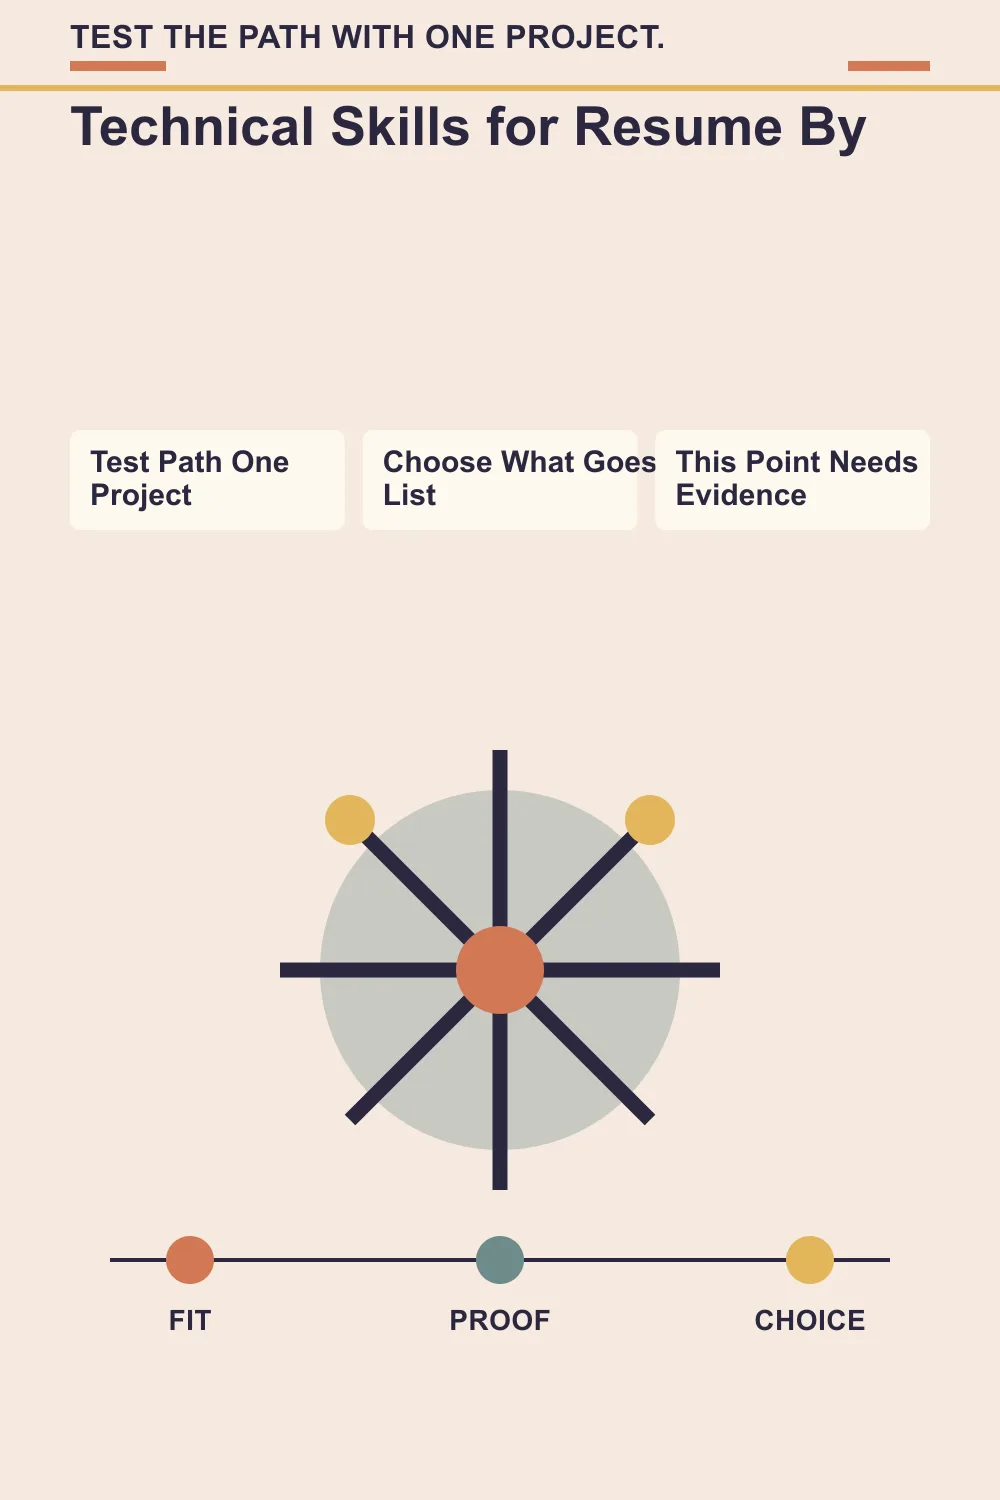 TEST THE PATH WITH ONE PROJECT.
Technical Skills for Resume By
Test Path One
Project
Choose What Goes
List
This Point Needs
Evidence
FIT
PROOF
CHOICE